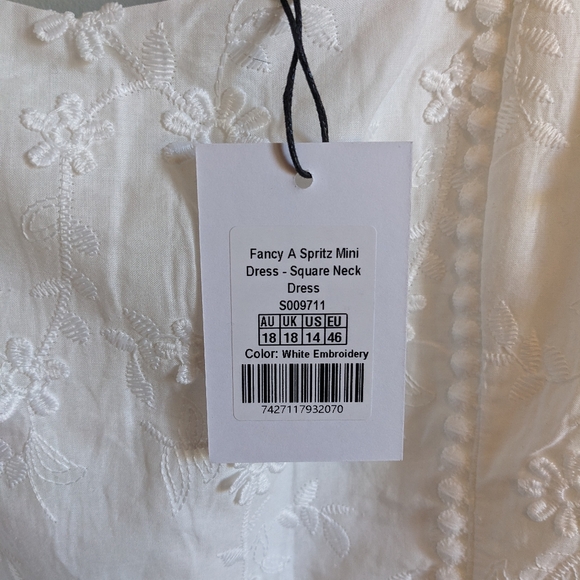 Fancy A Spritz Mini
Dress - Square Neck
Dress
S009711
AU UK US EU
18 18 14 46
Color: White Embroidery
7427117932070